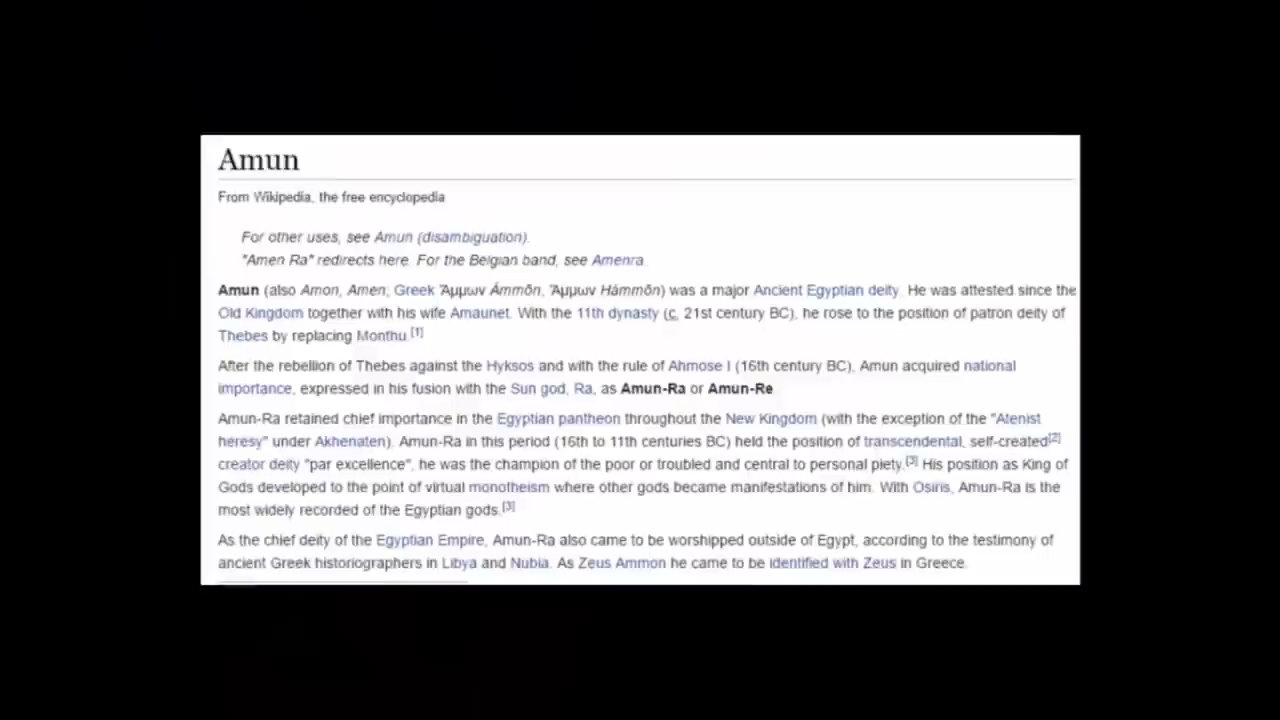 Amun
From Wikipedia, the free encyclopedia
For other uses, see Amun (disambiguation).
"Amen Ra" redirects here. For the Belgian band, see Amenra.
Amun (also Amon, Amen; Greek Ἄμμων Ámmōn, Ἅμμων Hámmōn) was a major Ancient Egyptian deity. He was attested since the
Old Kingdom together with his wife Amaunet. With the 11th dynasty (c. 21st century BC), he rose to the position of patron deity of
Thebes by replacing Monthu.[1]
After the rebellion of Thebes against the Hyksos and with the rule of Ahmose I (16th century BC), Amun acquired national
importance, expressed in his fusion with the Sun god, Ra, as Amun-Ra or Amun-Re
Amun-Ra retained chief importance in the Egyptian pantheon throughout the New Kingdom (with the exception of the "Atenist
heresy" under Akhenaten). Amun-Ra in this period (16th to 11th centuries BC) held the position of transcendental, self-created[2]
creator deity "par excellence", he was the champion of the poor or troubled and central to personal piety.[3] His position as King of
Gods developed to the point of virtual monotheism where other gods became manifestations of him. With Osiris, Amun-Ra is the
most widely recorded of the Egyptian gods.[3]
As the chief deity of the Egyptian Empire, Amun-Ra also came to be worshipped outside of Egypt, according to the testimony of
ancient Greek historiographers in Libya and Nubia. As Zeus Ammon he came to be identified with Zeus in Greece.